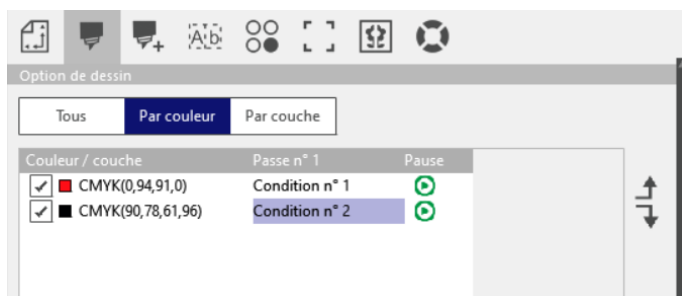 A b
Option de dessin
Tous Par couleur Par couche
Couleur / couche Passe n° 1 Pause
CMYK(0,94,91,0) Condition n° 1
CMYK(90,78,61,96) Condition n° 2